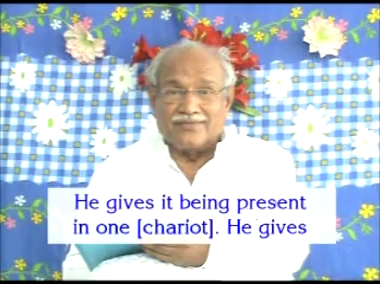 He gives it being present
in one [chariot]. He gives